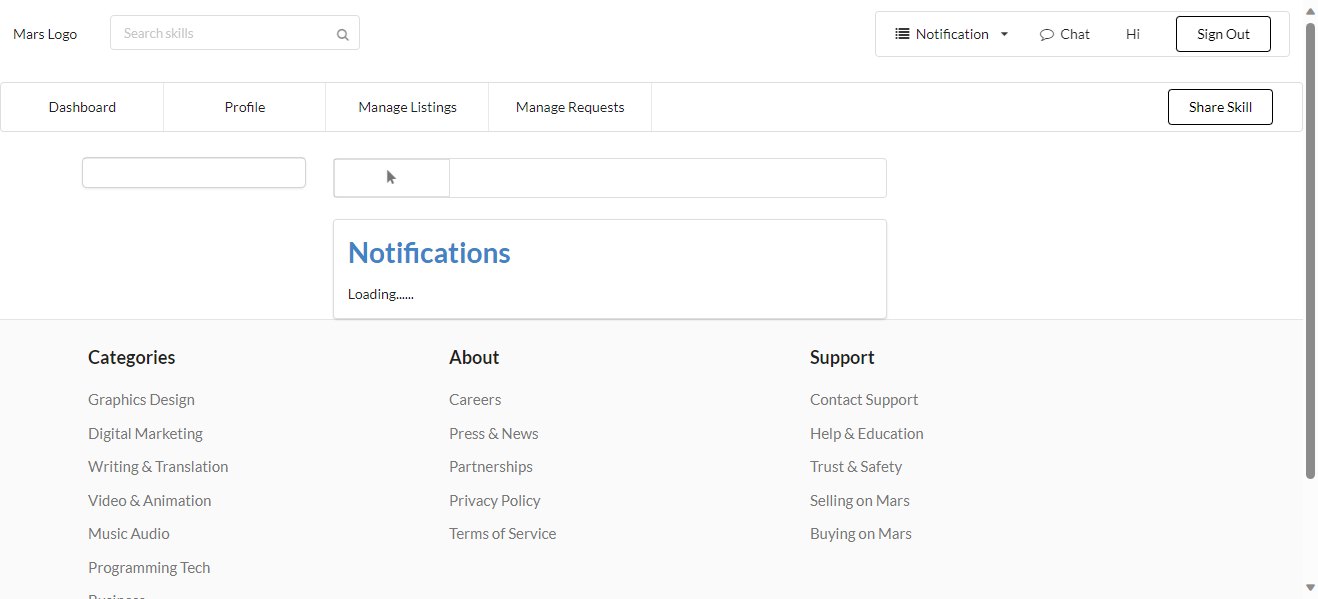 Mars Logo
Search skills
Notification
Chat
Hi
Sign Out
Dashboard
Profile
Manage Listings
Manage Requests
Share Skill
Notifications
Loading......
Categories
Graphics Design
Digital Marketing
Writing & Translation
Video & Animation
Music Audio
Programming Tech
Business
About
Careers
Press & News
Partnerships
Privacy Policy
Terms of Service
Support
Contact Support
Help & Education
Trust & Safety
Selling on Mars
Buying on Mars